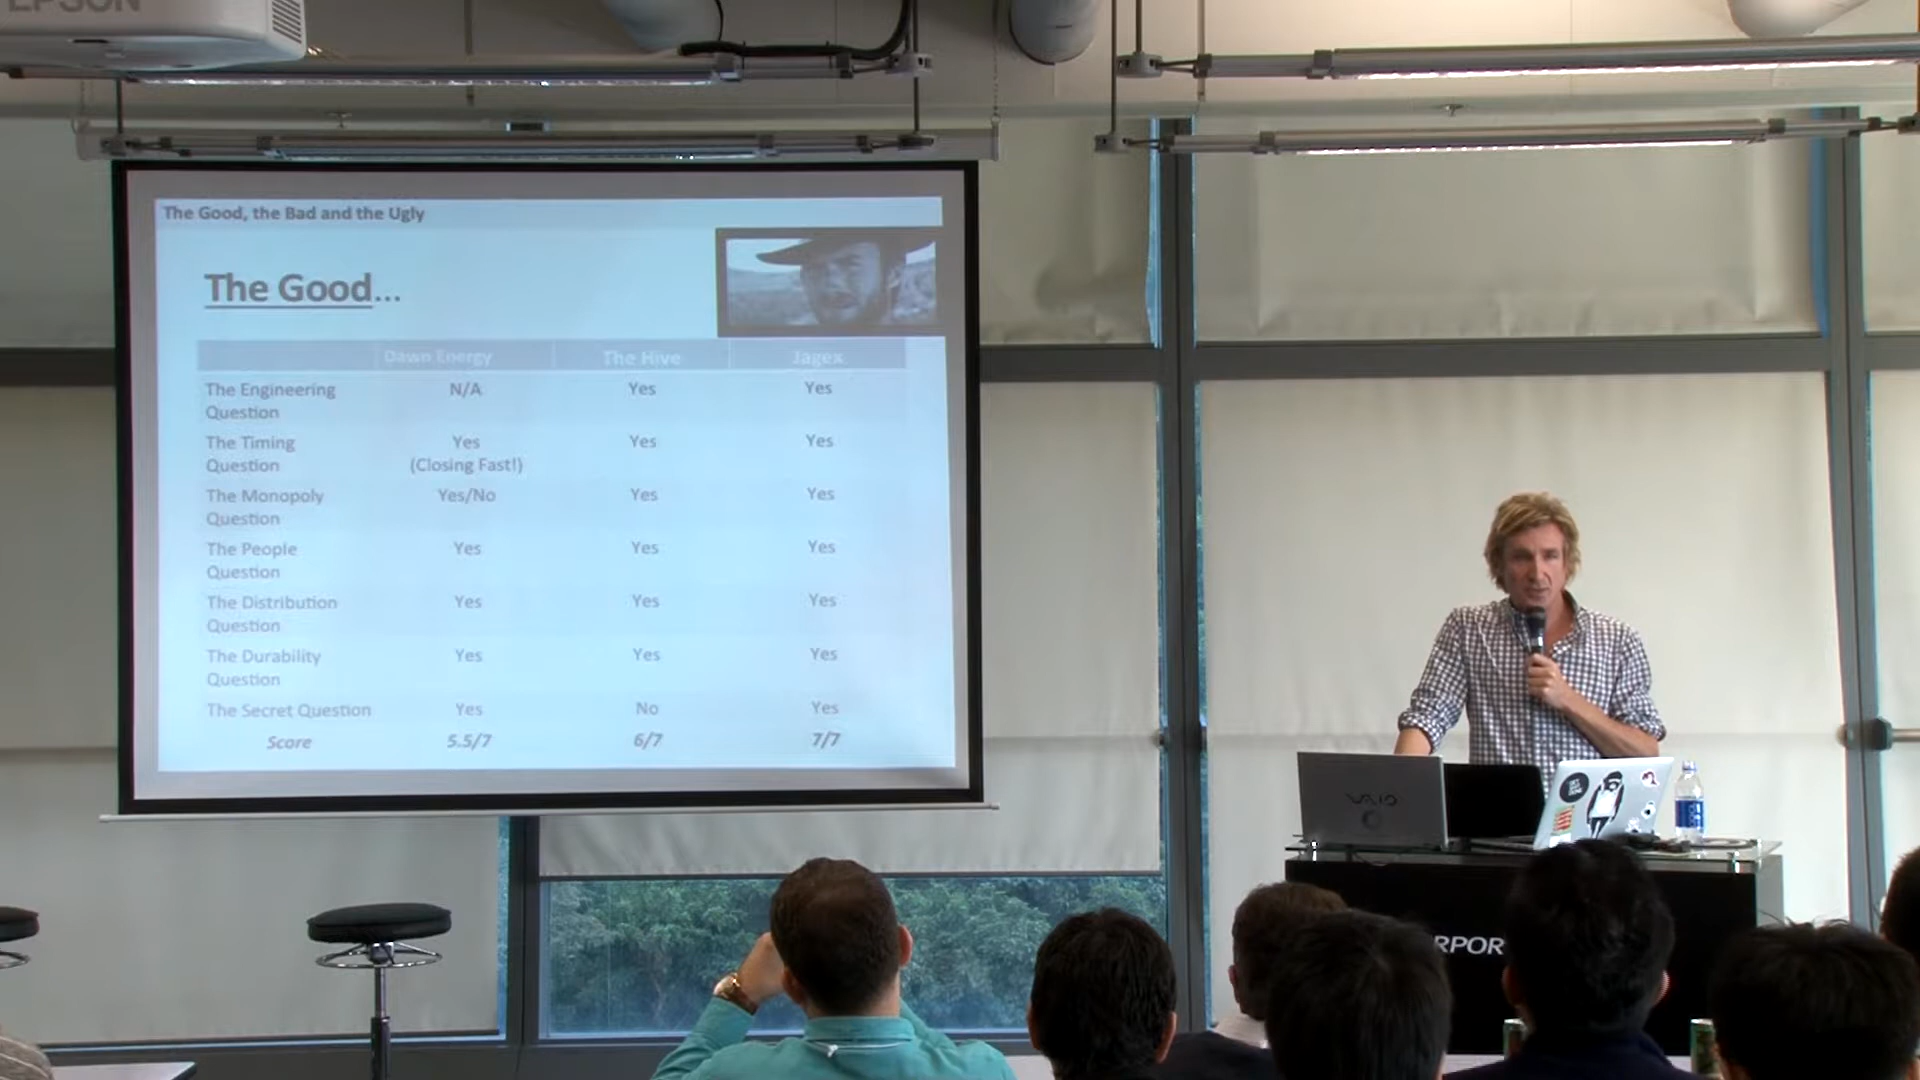 EPSON
The Good, the Bad and the Ugly
The Good...
Dawn Energy The Hive Jagex
The Engineering Question N/A Yes Yes
The Timing Question Yes (Closing Fast!) Yes Yes
The Monopoly Question Yes/No Yes Yes
The People Question Yes Yes Yes
The Distribution Question Yes Yes Yes
The Durability Question Yes Yes Yes
The Secret Question Yes No Yes
Score 5.5/7 6/7 7/7
VAIO
RPOR